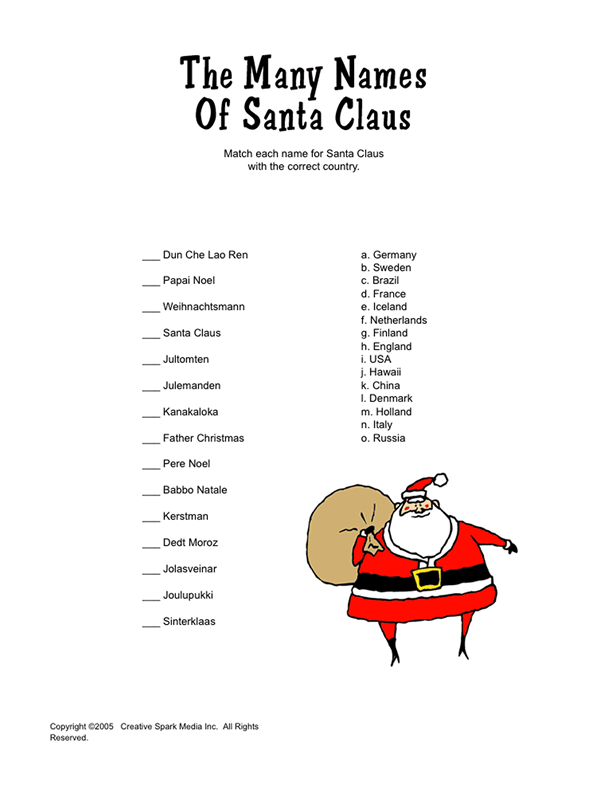 The Many Names
Of Santa Claus
Match each name for Santa Claus
with the correct country.
___ Dun Che Lao Ren
___ Papai Noel
___ Weihnachtsmann
___ Santa Claus
___ Jultomten
___ Julemanden
___ Kanakaloka
___ Father Christmas
___ Pere Noel
___ Babbo Natale
___ Kerstman
___ Dedt Moroz
___ Jolasveinar
___ Joulupukki
___ Sinterklaas
a. Germany
b. Sweden
c. Brazil
d. France
e. Iceland
f. Netherlands
g. Finland
h. England
i. USA
j. Hawaii
k. China
l. Denmark
m. Holland
n. Italy
o. Russia
Copyright ©2005 Creative Spark Media Inc. All Rights
Reserved.